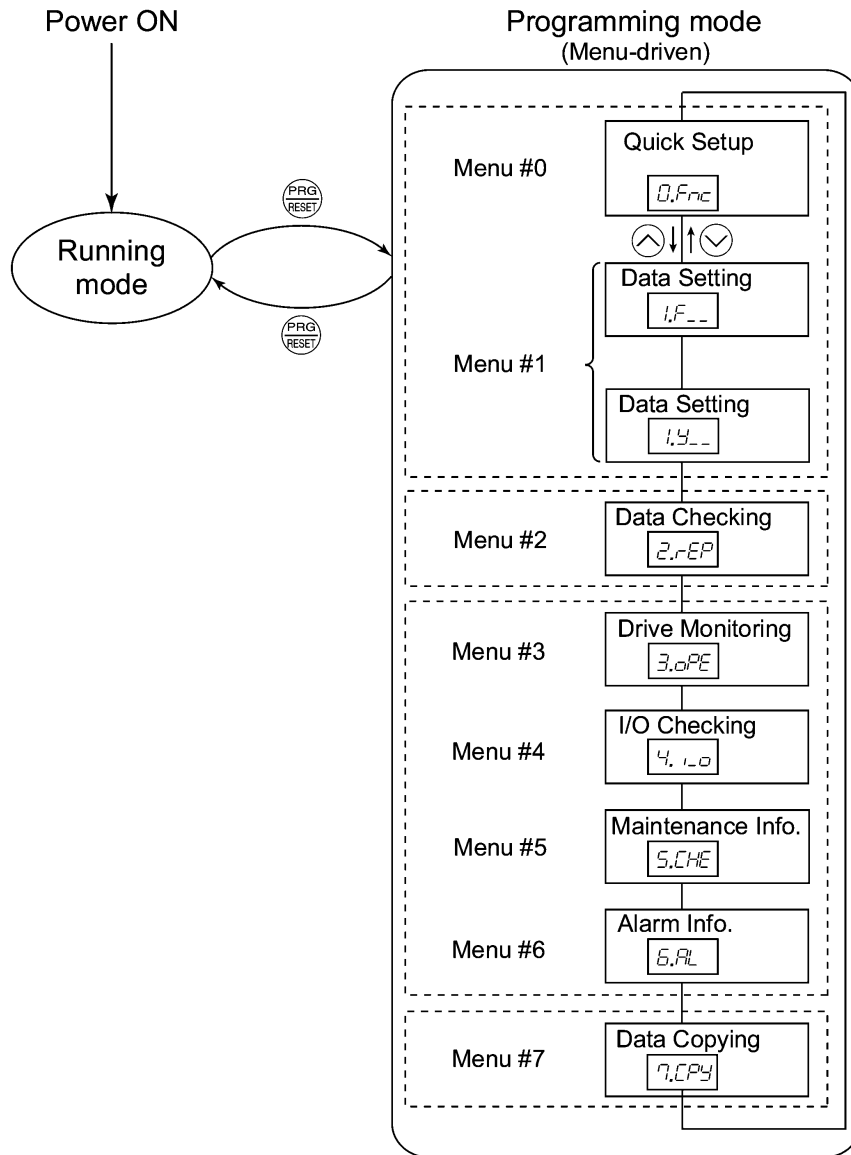 Power ON
Programming mode
(Menu-driven)
Menu #0
Quick Setup
0.Fnc
PRG
RESET
Running
mode
PRG
RESET
Menu #1
Data Setting
1.F__
Data Setting
1.y__
Menu #2
Data Checking
2.rEP
Menu #3
Drive Monitoring
3.oPE
Menu #4
I/O Checking
4.i_o
Menu #5
Maintenance Info.
5.CHE
Menu #6
Alarm Info.
6.AL
Menu #7
Data Copying
7.CPY